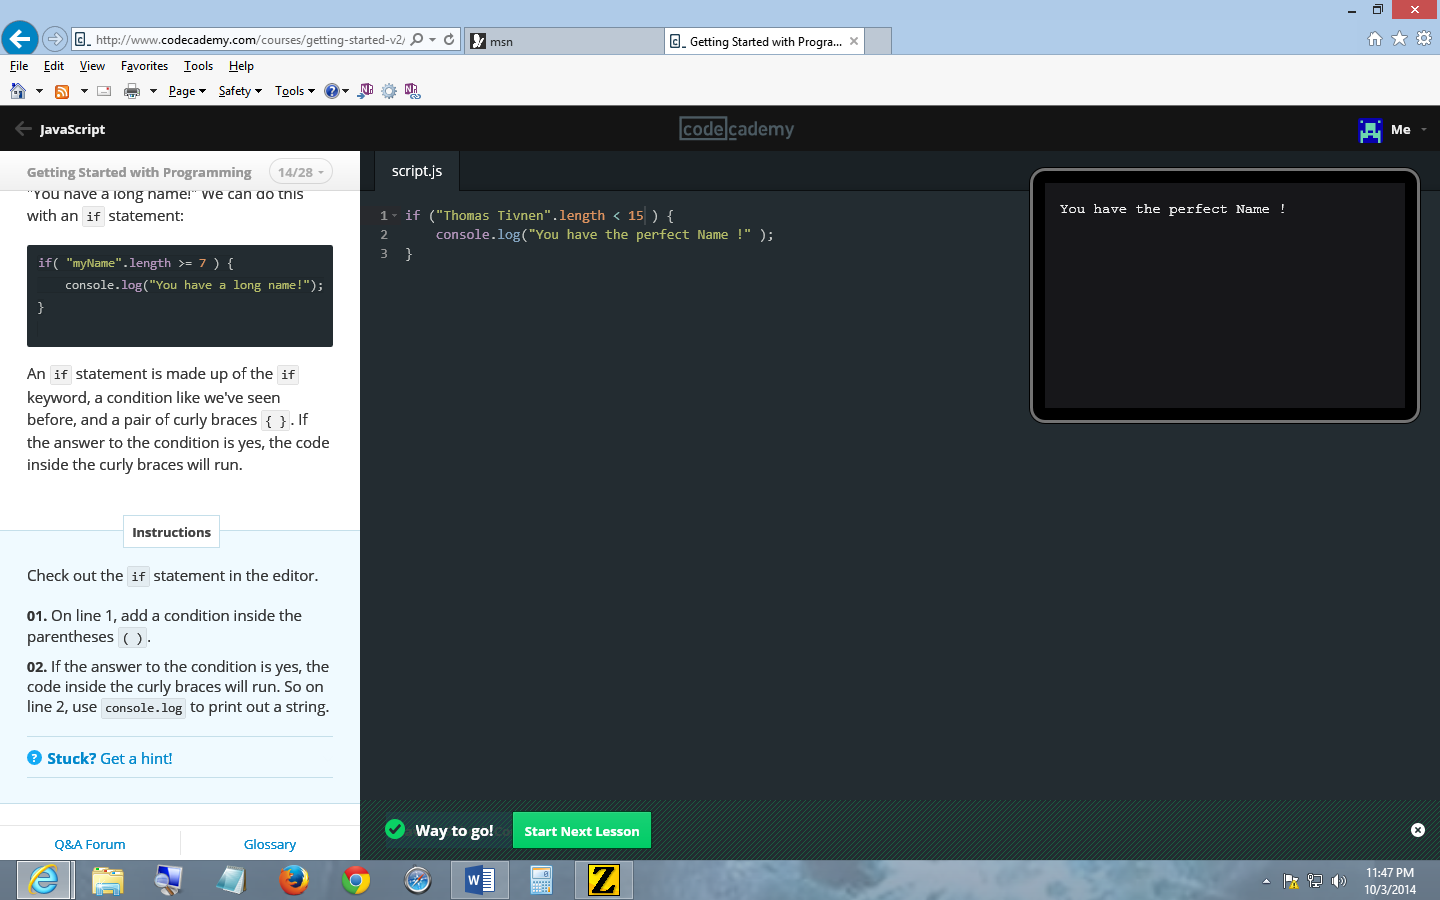 http://www.codecademy.com/courses/getting-started-v2/
msn
Getting Started with Progra...
File Edit View Favorites Tools Help
Page Safety Tools
JavaScript
codecademy
Me
Getting Started with Programming 14/28
"You have a long name!" We can do this
with an if statement:
if( "myName".length >= 7 ) {
console.log("You have a long name!");
}
An if statement is made up of the if
keyword, a condition like we've seen
before, and a pair of curly braces { }. If
the answer to the condition is yes, the code
inside the curly braces will run.
Instructions
Check out the if statement in the editor.
01. On line 1, add a condition inside the
parentheses ( ).
02. If the answer to the condition is yes, the
code inside the curly braces will run. So on
line 2, use console.log to print out a string.
? Stuck? Get a hint!
Q&A Forum
Glossary
script.js
1 if ("Thomas Tivnen".length < 15 ) {
2 console.log("You have the perfect Name !" );
3 }
You have the perfect Name !
Way to go!
Start Next Lesson
11:47 PM
10/3/2014